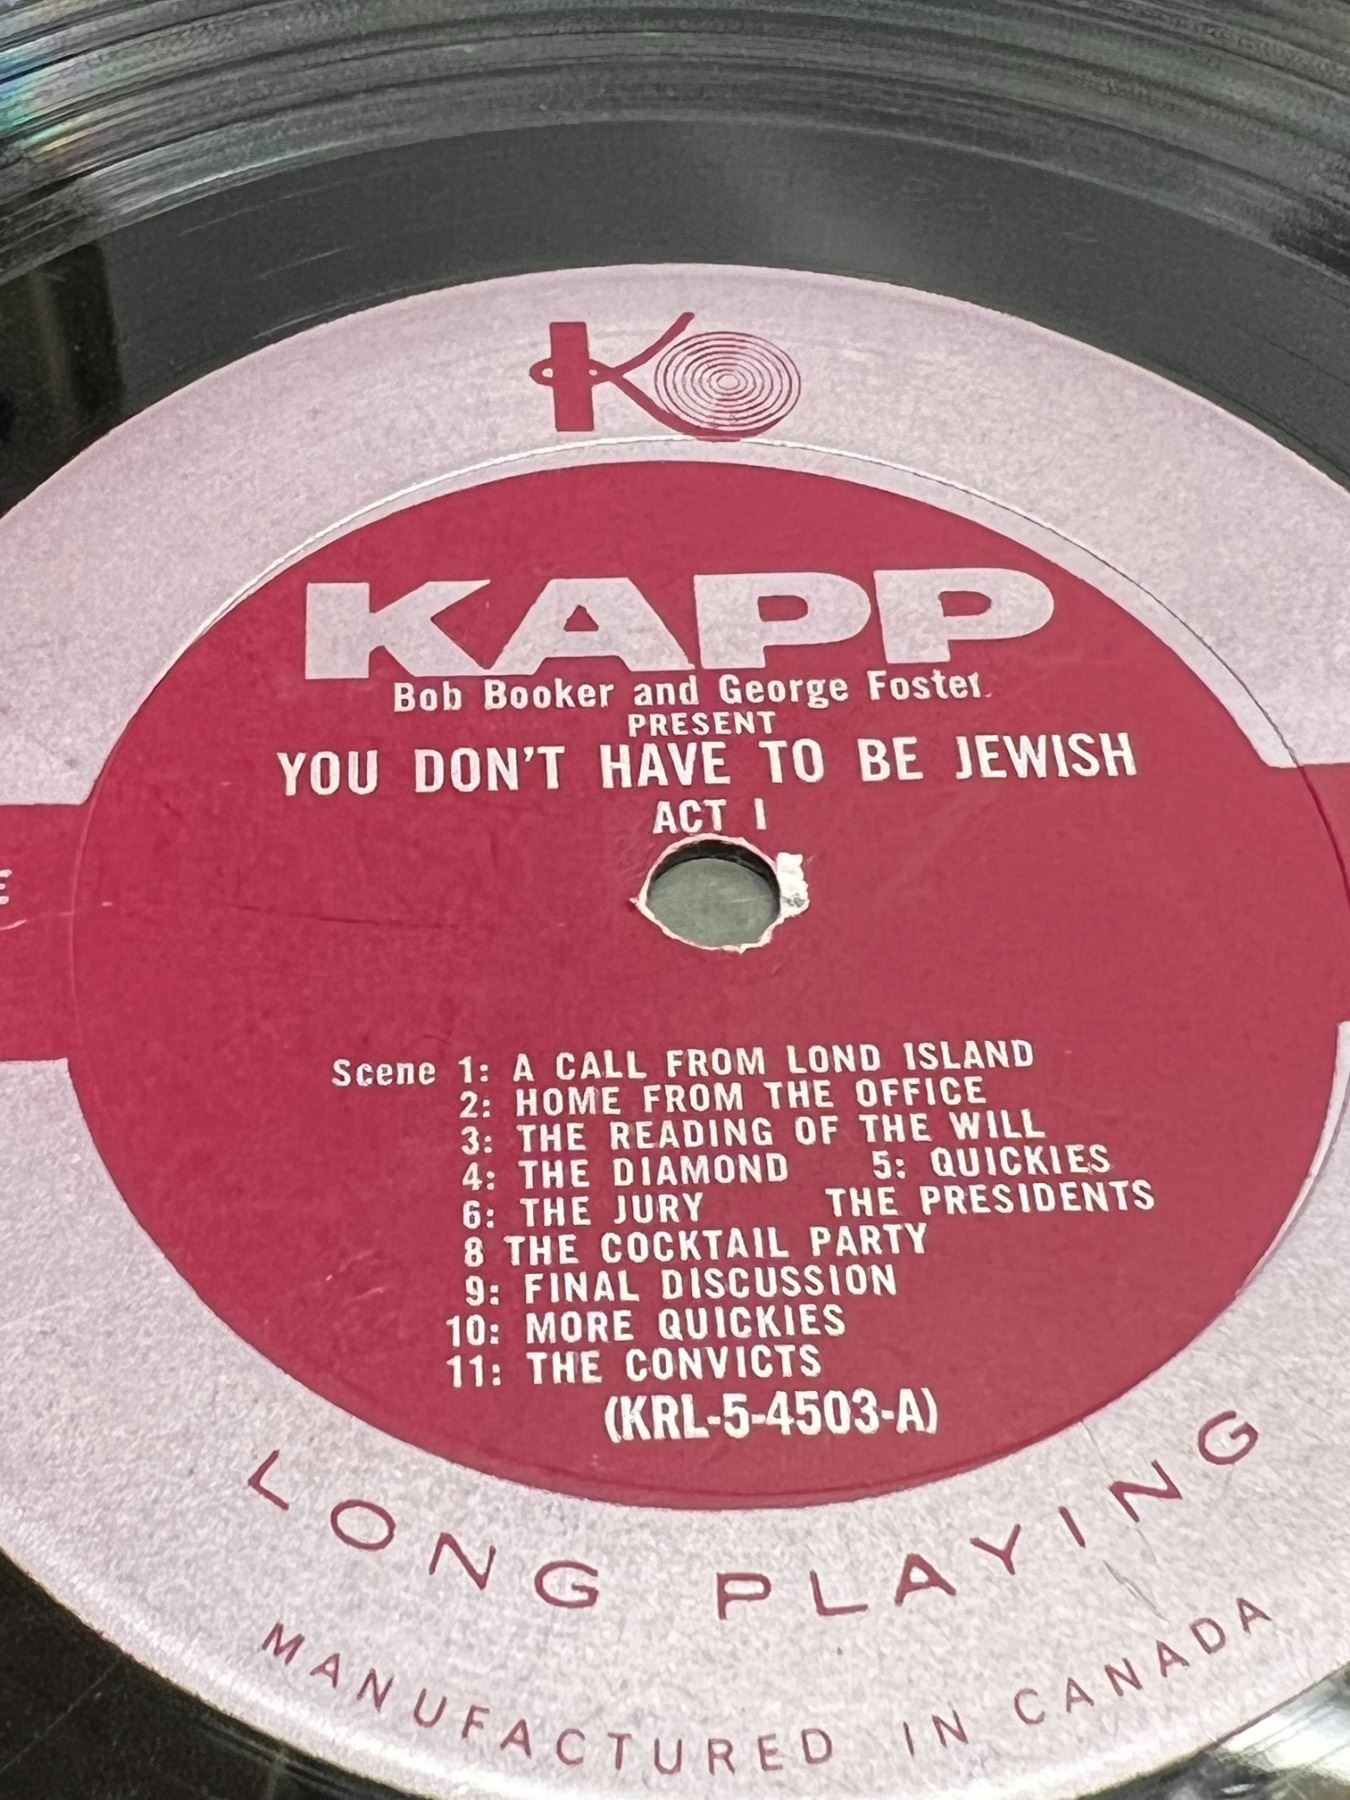 KAPP
Bob Booker and George Foster
PRESENT
YOU DON'T HAVE TO BE JEWISH
ACT I
Scene 1: A CALL FROM LOND ISLAND
2: HOME FROM THE OFFICE
3: THE READING OF THE WILL
4: THE DIAMOND 5: QUICKIES
6: THE JURY THE PRESIDENTS
8 THE COCKTAIL PARTY
9: FINAL DISCUSSION
10: MORE QUICKIES
11: THE CONVICTS
(KRL-5-4503-A)
LONG PLAYING
MANUFACTURED IN CANADA